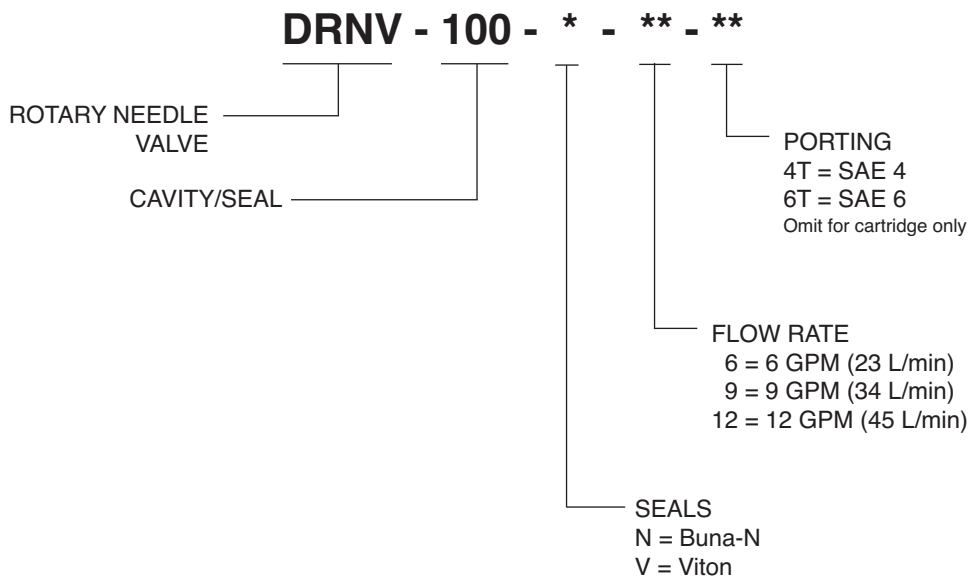 DRNV - 100 - * - ** - **
ROTARY NEEDLE
VALVE
CAVITY/SEAL
PORTING
4T = SAE 4
6T = SAE 6
Omit for cartridge only
FLOW RATE
6 = 6 GPM (23 L/min)
9 = 9 GPM (34 L/min)
12 = 12 GPM (45 L/min)
SEALS
N = Buna-N
V = Viton